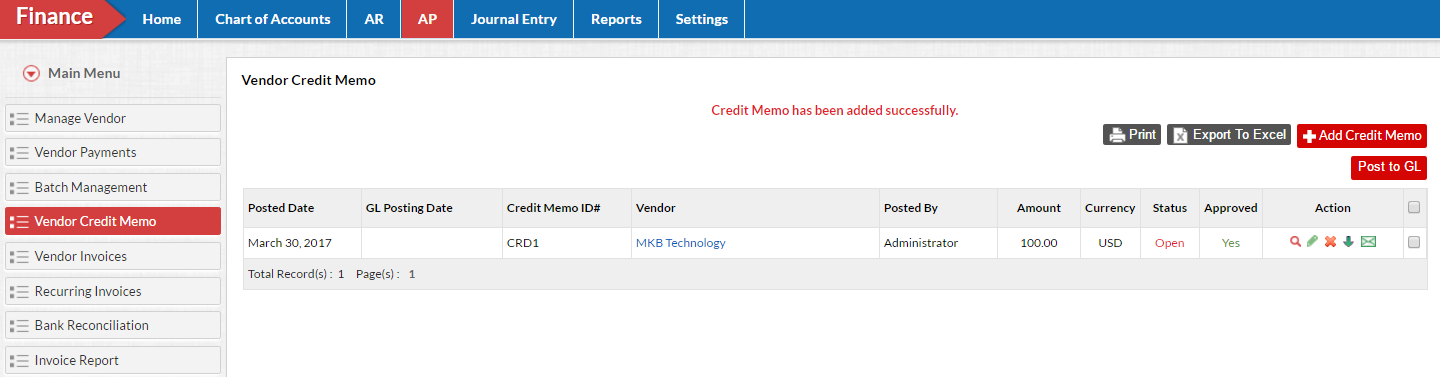 Finance Home Chart of Accounts AR AP Journal Entry Reports Settings
Main Menu
Manage Vendor
Vendor Payments
Batch Management
Vendor Credit Memo
Vendor Invoices
Recurring Invoices
Bank Reconciliation
Invoice Report
Vendor Credit Memo
Credit Memo has been added successfully.
Print Export To Excel Add Credit Memo
Post to GL
Posted Date GL Posting Date Credit Memo ID# Vendor Posted By Amount Currency Status Approved Action
March 30, 2017 CRD1 MKB Technology Administrator 100.00 USD Open Yes
Total Record(s) : 1 Page(s) : 1